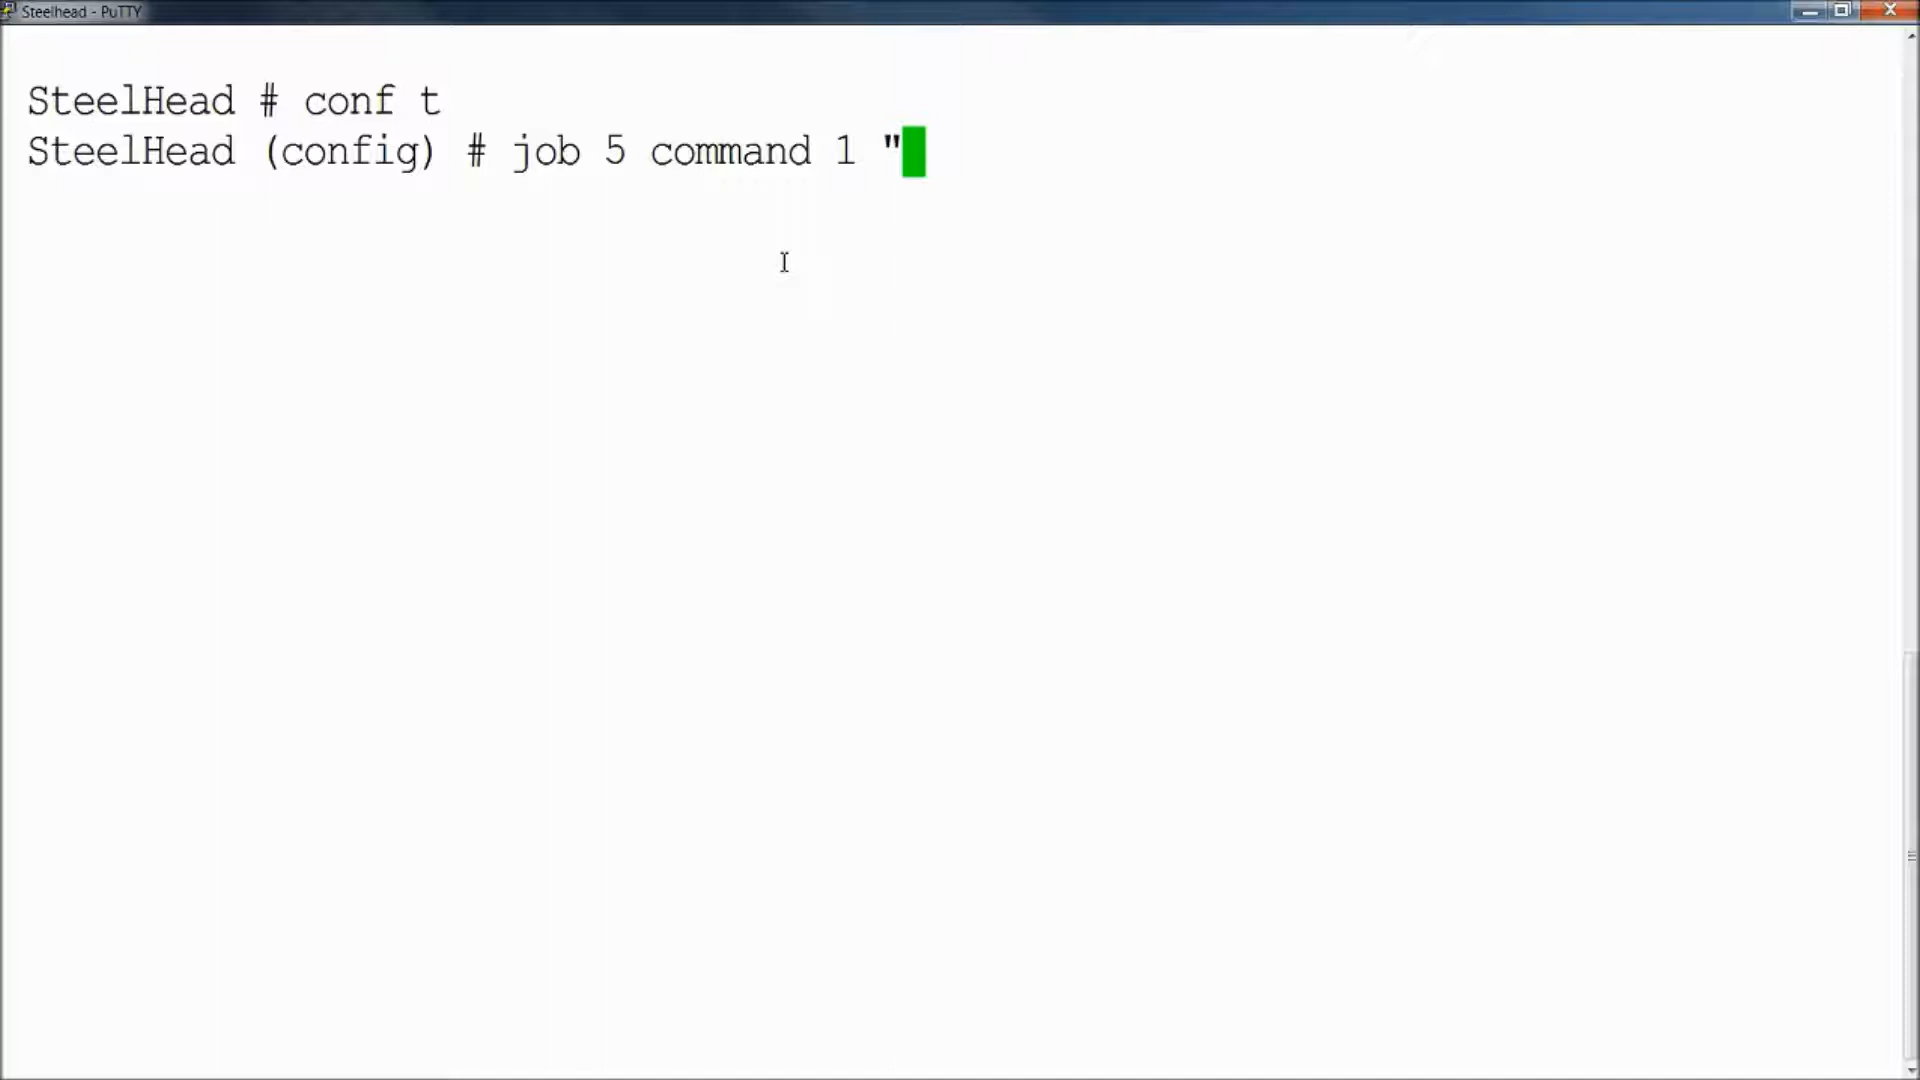 Steelhead - PuTTY
SteelHead # conf t
SteelHead (config) # job 5 command 1 "